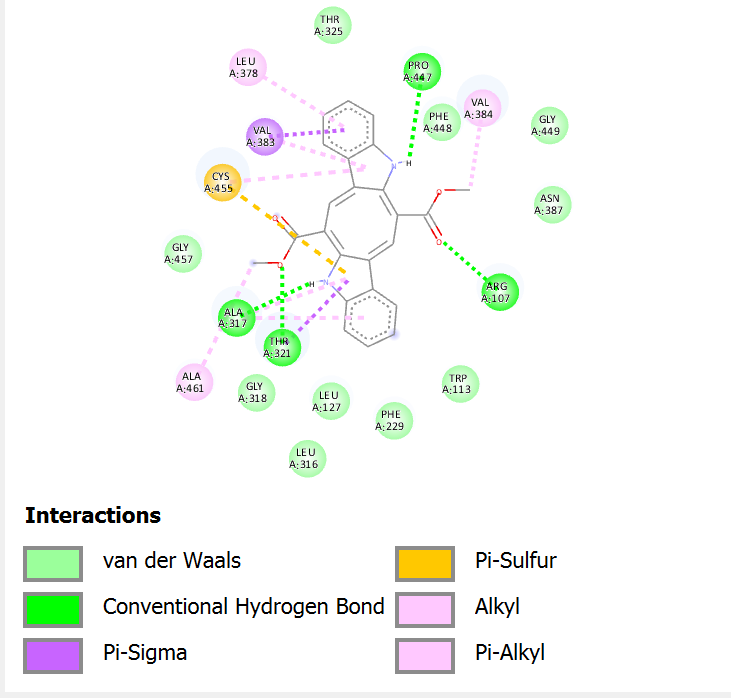 THR
A:325
LEU
A:378
PRO
A:447
VAL
A:384
PHE
A:448
GLY
A:449
VAL
A:383
N
H
CYS
A:455
ASN
A:387
O
O
O
GLY
A:457
O
N
H
ARG
A:107
ALA
A:317
THR
A:321
ALA
A:461
GLY
A:318
LEU
A:127
TRP
A:113
PHE
A:229
LEU
A:316
Interactions
van der Waals
Conventional Hydrogen Bond
Pi-Sigma
Pi-Sulfur
Alkyl
Pi-Alkyl